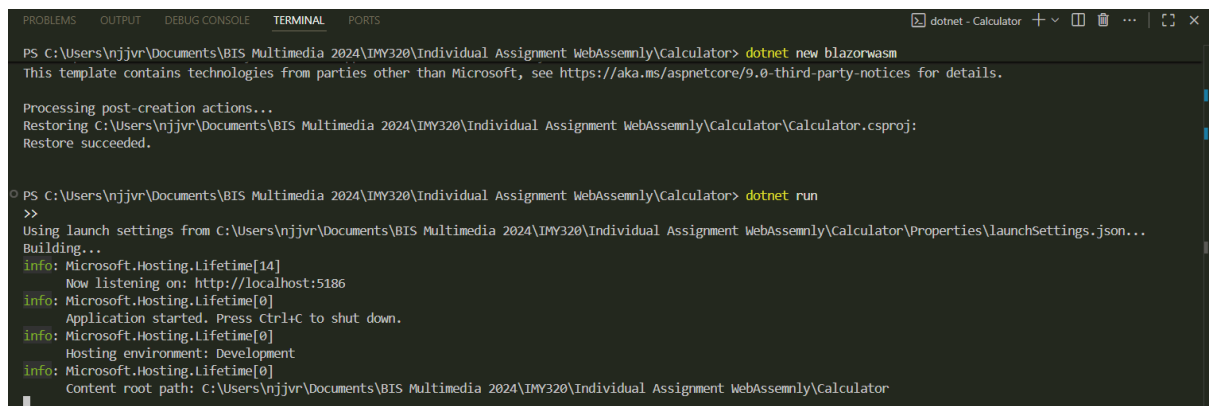 PROBLEMS OUTPUT DEBUG CONSOLE TERMINAL PORTS dotnet - Calculator
PS C:\Users\njjvr\Documents\BIS Multimedia 2024\IMY320\Individual Assignment WebAssemnly\Calculator> dotnet new blazorwasm
This template contains technologies from parties other than Microsoft, see https://aka.ms/aspnetcore/9.0-third-party-notices for details.
Processing post-creation actions...
Restoring C:\Users\njjvr\Documents\BIS Multimedia 2024\IMY320\Individual Assignment WebAssemnly\Calculator\Calculator.csproj:
Restore succeeded.
PS C:\Users\njjvr\Documents\BIS Multimedia 2024\IMY320\Individual Assignment WebAssemnly\Calculator> dotnet run
>>
Using launch settings from C:\Users\njjvr\Documents\BIS Multimedia 2024\IMY320\Individual Assignment WebAssemnly\Calculator\Properties\launchSettings.json...
Building...
info: Microsoft.Hosting.Lifetime[14]
Now listening on: http://localhost:5186
info: Microsoft.Hosting.Lifetime[0]
Application started. Press Ctrl+C to shut down.
info: Microsoft.Hosting.Lifetime[0]
Hosting environment: Development
info: Microsoft.Hosting.Lifetime[0]
Content root path: C:\Users\njjvr\Documents\BIS Multimedia 2024\IMY320\Individual Assignment WebAssemnly\Calculator